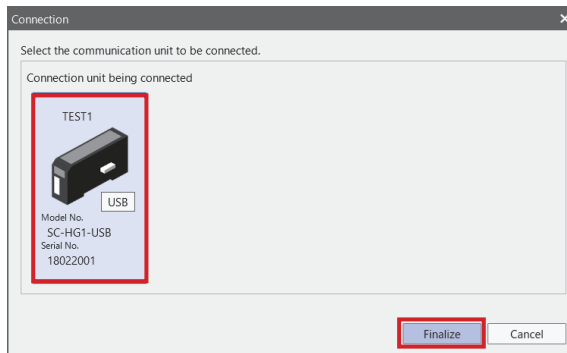 Connection
Select the communication unit to be connected.
Connection unit being connected
TEST1
USB
Model No.
SC-HG1-USB
Serial No.
18022001
Finalize
Cancel